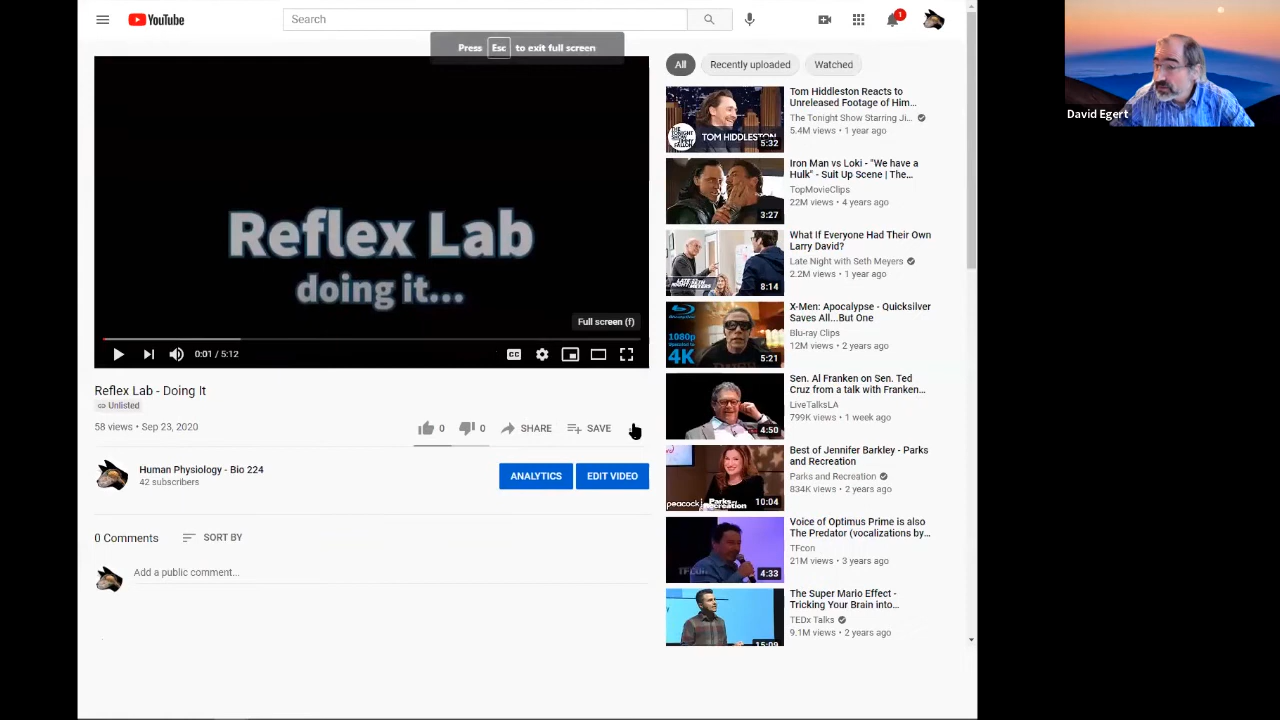 YouTube
Search
1
Press Esc to exit full screen
Reflex Lab
doing it...
Full screen (f)
0:01 / 5:12
CC
Reflex Lab - Doing It
Unlisted
58 views • Sep 23, 2020
0
0
SHARE
SAVE
Human Physiology - Bio 224
42 subscribers
ANALYTICS
EDIT VIDEO
0 Comments
SORT BY
Add a public comment...
All
Recently uploaded
Watched
TOM HIDDLESTON
5:32
Tom Hiddleston Reacts to
Unreleased Footage of Him...
The Tonight Show Starring Ji...
5.4M views • 1 year ago
3:27
Iron Man vs Loki - "We have a
Hulk" - Suit Up Scene | The...
TopMovieClips
22M views • 4 years ago
8:14
What If Everyone Had Their Own
Larry David?
Late Night with Seth Meyers
2.2M views • 1 year ago
1080p
4K
5:21
X-Men: Apocalypse - Quicksilver
Saves All...But One
Blu-ray Clips
12M views • 2 years ago
4:50
Sen. Al Franken on Sen. Ted
Cruz from a talk with Franken...
LiveTalksLA
799K views • 1 week ago
peacock
Parks and
Recreation
10:04
Best of Jennifer Barkley - Parks
and Recreation
Parks and Recreation
834K views • 2 years ago
4:33
Voice of Optimus Prime is also
The Predator (vocalizations by...
TFcon
21M views • 3 years ago
15:09
The Super Mario Effect -
Tricking Your Brain into...
TEDx Talks
9.1M views • 2 years ago
David Egert